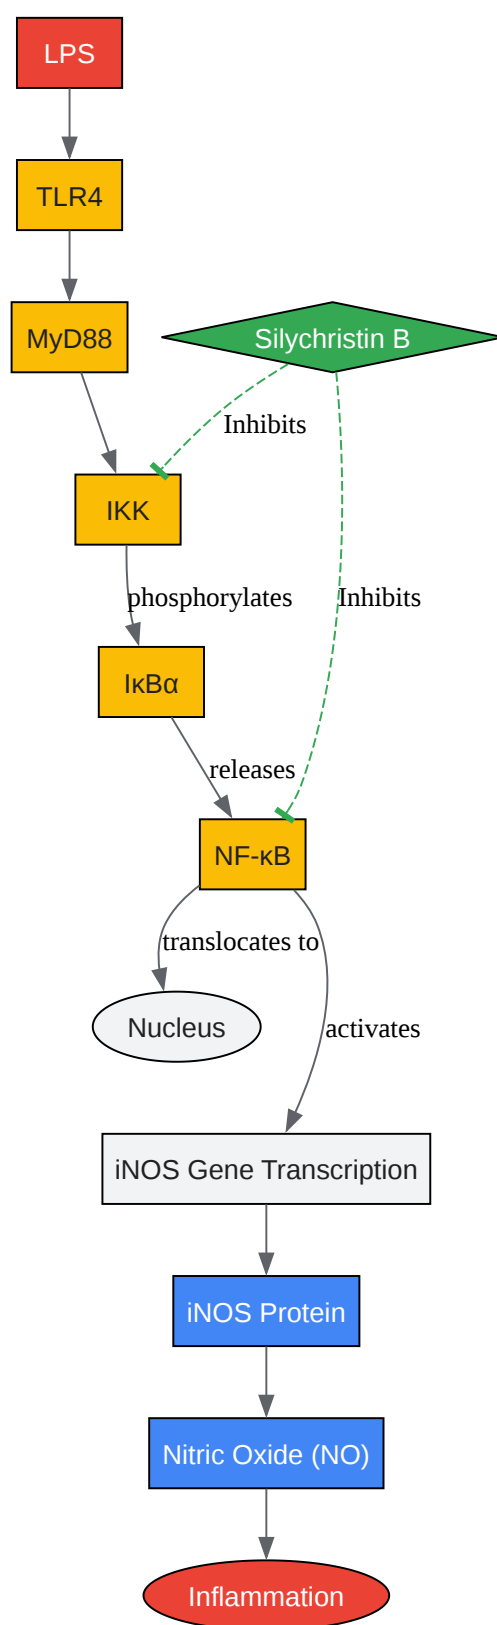 LPS
TLR4
MyD88
Silychristin B
Inhibits
IKK
phosphorylates
Inhibits
IκBα
releases
NF-κB
translocates to
Nucleus
activates
iNOS Gene Transcription
iNOS Protein
Nitric Oxide (NO)
Inflammation